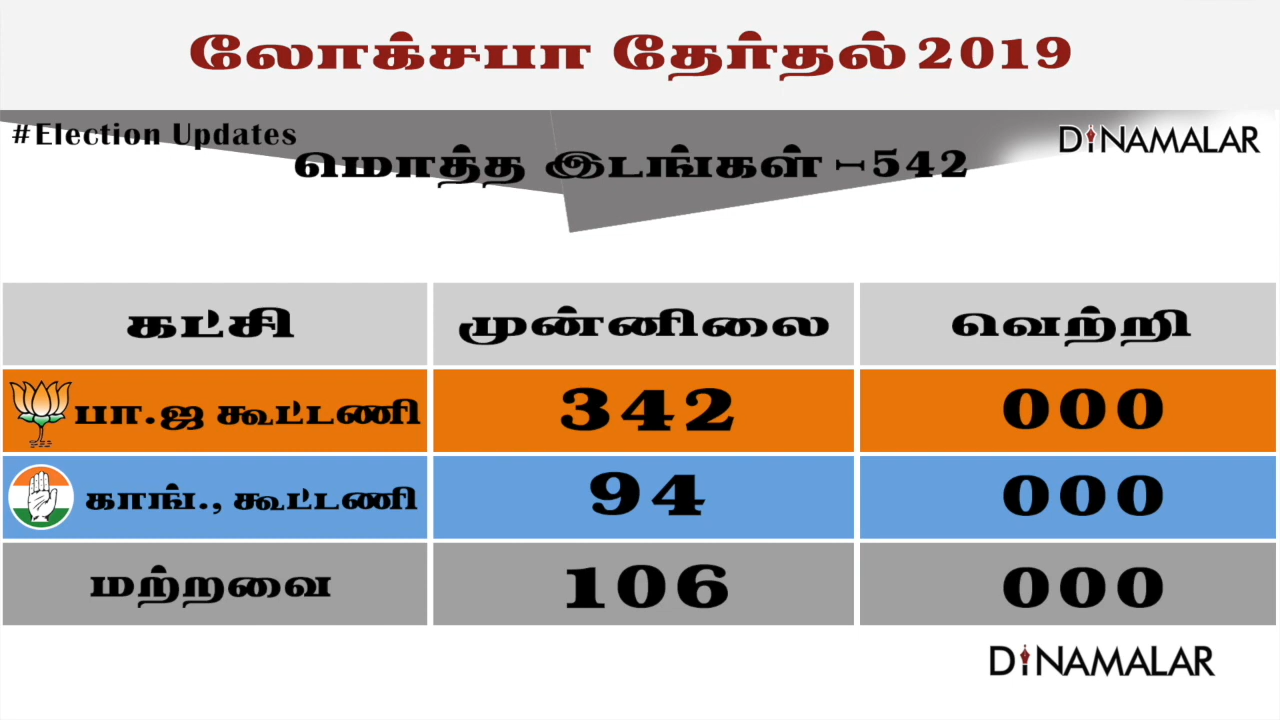 லோக்சபா தேர்தல் 2019
#Election Updates
DINAMALAR
மொத்த இடங்கள் – 542
கட்சி முன்னிலை வெற்றி
பா.ஜ கூட்டணி 342 000
காங்., கூட்டணி 94 000
மற்றவை 106 000
DINAMALAR